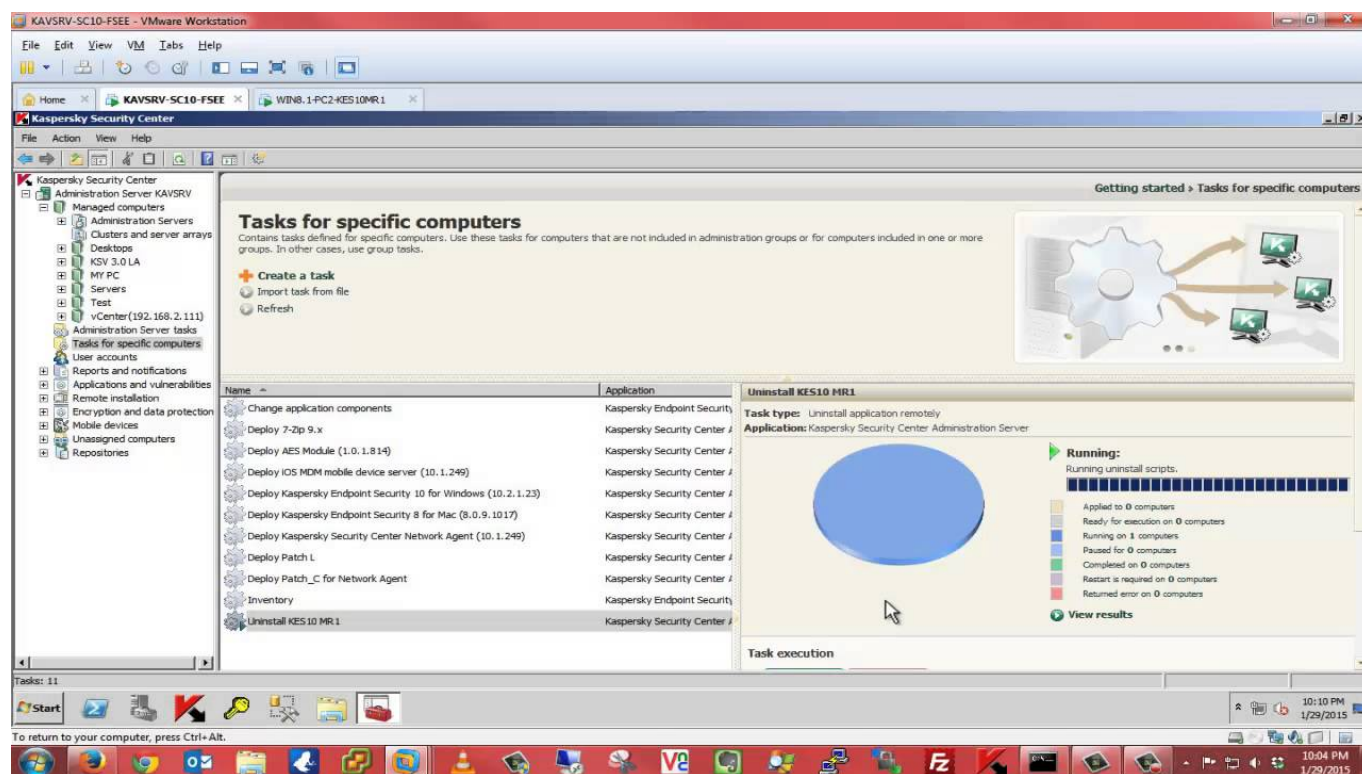 KAVSRV-SC10-FSEE - VMware Workstation
File Edit View VM Tabs Help
Home KAVSRV-SC10-FSEE WIN8.1-PC2-KES10MR1
Kaspersky Security Center
File Action View Help
Kaspersky Security Center
Administration Server KAVSRV
Managed computers
Administration Servers
Clusters and server arrays
Desktops
KSV 3.0 LA
MY PC
Servers
Test
vCenter(192.168.2.111)
Administration Server tasks
Tasks for specific computers
User accounts
Reports and notifications
Applications and vulnerabilities
Remote installation
Encryption and data protection
Mobile devices
Unassigned computers
Repositories
Getting started › Tasks for specific computers
Tasks for specific computers
Contains tasks defined for specific computers. Use these tasks for computers that are not included in administration groups or for computers included in one or more
groups. In other cases, use group tasks.
Create a task
Import task from file
Refresh
Name Application
Change application components Kaspersky Endpoint Security
Deploy 7-Zip 9.x Kaspersky Security Center A
Deploy AES Module (1.0.1.814) Kaspersky Security Center A
Deploy iOS MDM mobile device server (10.1.249) Kaspersky Security Center A
Deploy Kaspersky Endpoint Security 10 for Windows (10.2.1.23) Kaspersky Security Center A
Deploy Kaspersky Endpoint Security 8 for Mac (8.0.9.1017) Kaspersky Security Center A
Deploy Kaspersky Security Center Network Agent (10.1.249) Kaspersky Security Center A
Deploy Patch L Kaspersky Security Center A
Deploy Patch_C for Network Agent Kaspersky Security Center A
Inventory Kaspersky Endpoint Security
Uninstall KES10 MR1 Kaspersky Security Center A
Uninstall KES10 MR1
Task type: Uninstall application remotely
Application: Kaspersky Security Center Administration Server
Running:
Running uninstall scripts.
Applied to 0 computers
Ready for execution on 0 computers
Running on 1 computers
Paused for 0 computers
Completed on 0 computers
Restart is required on 0 computers
Returned error on 0 computers
View results
Task execution
Tasks: 11
Start
10:10 PM
1/29/2015
To return to your computer, press Ctrl+Alt.
10:04 PM
1/29/2015